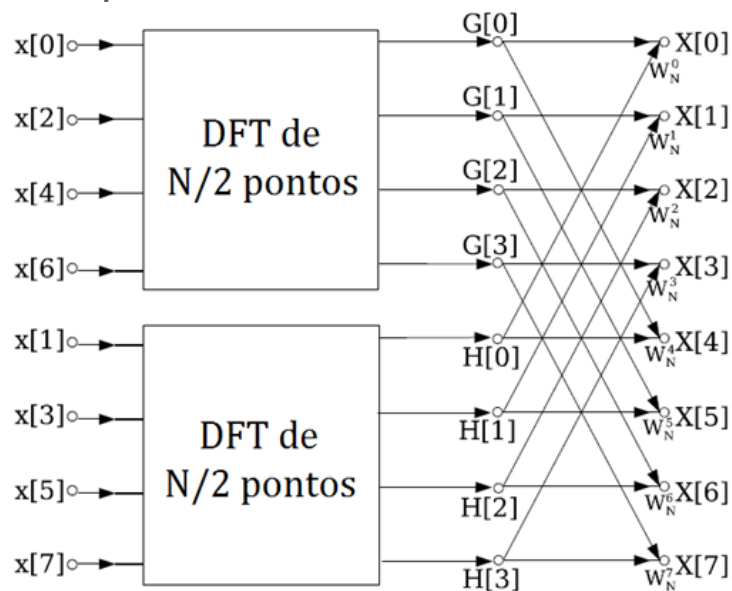 x[0] G[0] X[0]
W_N^0
x[2] G[1] X[1]
W_N^1
DFT de
N/2 pontos
x[4] G[2] X[2]
W_N^2
x[6] G[3] X[3]
W_N^3
x[1] H[0] W_N^4 X[4]
x[3] H[1] W_N^5 X[5]
DFT de
N/2 pontos
x[5] H[2] W_N^6 X[6]
x[7] H[3] W_N^7 X[7]